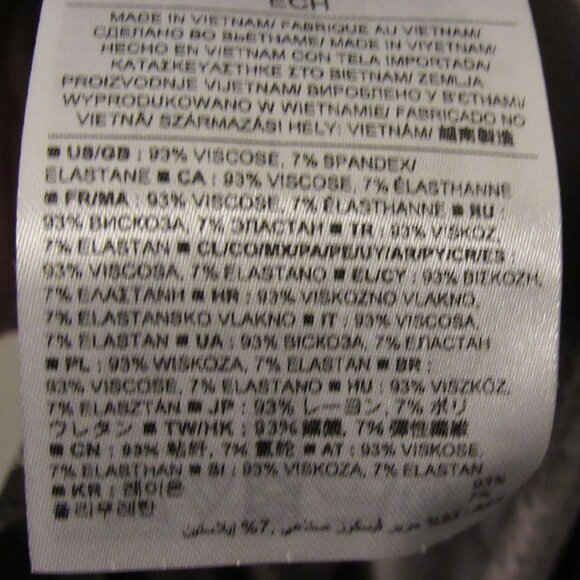 ECH
MADE IN VIETNAM/ FABRIQUE AU VIETNAM/
СДЕЛАНО ВО ВЬЕТНАМЕ/ MADE IN VIYETNAM/
HECHO EN VIETNAM CON TELA IMPORTADA/
ΚΑΤΑΣΚΕΥΑΣΤΗΚΕ ΣΤΟ ΒΙΕΤΝΑΜ/ ZEMLJA
PROIZVODNJE VIJETNAM/ ВИРОБЛЕНО У В'ЄТНАМІ/
WYPRODUKOWANO W WIETNAMIE/ FABRICADO NO
VIETNÃ/ SZÁRMAZÁSI HELY: VIETNÁM/ 越南製造
■ US/GB : 93% VISCOSE, 7% SPANDEX/
ELASTANE ■ CA : 93% VISCOSE, 7% ÉLASTHANNE
■ FR/MA : 93% VISCOSE, 7% ÉLASTHANNE ■ RU :
93% ВИСКОЗА, 7% ЭЛАСТАН ■ TR : 93% VİSKOZ,
7% ELASTAN ■ CL/CO/MX/PA/PE/UY/AR/PY/CR/ES :
93% VISCOSA, 7% ELASTANO ■ EL/CY : 93% ΒΙΣΚΟΖΗ,
7% ΕΛΑΣΤΑΝΗ ■ HR : 93% VISKOZNO VLAKNO,
7% ELASTANSKO VLAKNO ■ IT : 93% VISCOSA,
7% ELASTAN ■ UA : 93% ВІСКОЗА, 7% ЕЛАСТАН
■ PL : 93% WISKOZA, 7% ELASTAN ■ BR :
93% VISCOSE, 7% ELASTANO ■ HU : 93% VISZKÓZ,
7% ELASZTÁN ■ JP : 93% レーヨン, 7% ポリ
ウレタン ■ TW/HK : 93% 嫘縈, 7% 彈性纖維
■ CN : 93% 粘纤, 7% 氨纶 ■ AT : 93% VISKOSE,
7% ELASTHAN ■ SI : 93% VISKOZA, 7% ELASTAN
■ KR : 레이온 93%
폴리우레탄 7%